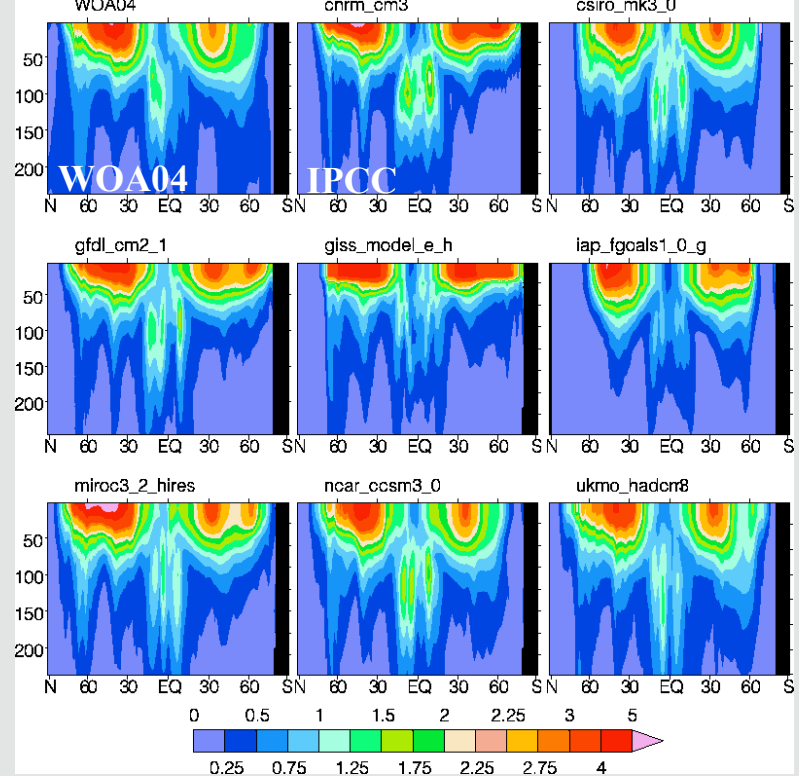 WOA04 cnrm_cm3 csiro_mk3_0
50
100
150
200
WOA04 IPCC
N 60 30 EQ 30 60 S N 60 30 EQ 30 60 S N 60 30 EQ 30 60 S
gfdl_cm2_1 giss_model_e_h iap_fgoals1_0_g
50
100
150
200
N 60 30 EQ 30 60 S N 60 30 EQ 30 60 S N 60 30 EQ 30 60 S
miroc3_2_hires ncar_ccsm3_0 ukmo_hadcm3
50
100
150
200
N 60 30 EQ 30 60 S N 60 30 EQ 30 60 S N 60 30 EQ 30 60 S
0 0.5 1 1.5 2 2.25 3 5
0.25 0.75 1.25 1.75 2.25 2.75 4